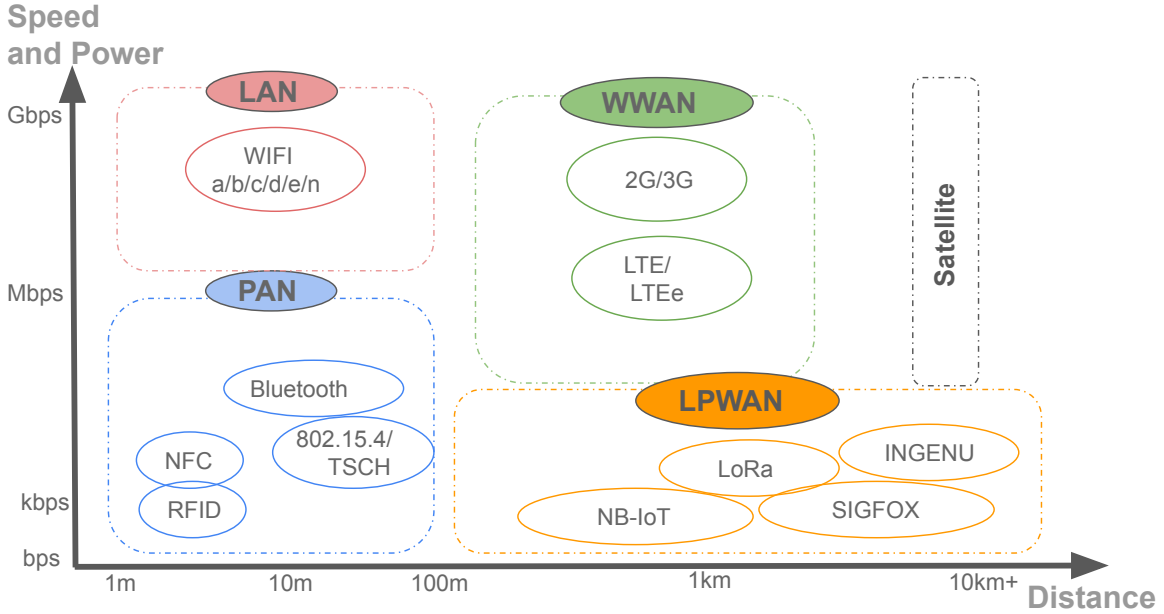 Speed
and Power
Gbps
Mbps
kbps
bps
LAN
WIFI
a/b/c/d/e/n
PAN
Bluetooth
802.15.4/
TSCH
NFC
RFID
WWAN
2G/3G
LTE/
LTEe
Satellite
LPWAN
LoRa
INGENU
NB-IoT
SIGFOX
1m
10m
100m
1km
10km+
Distance